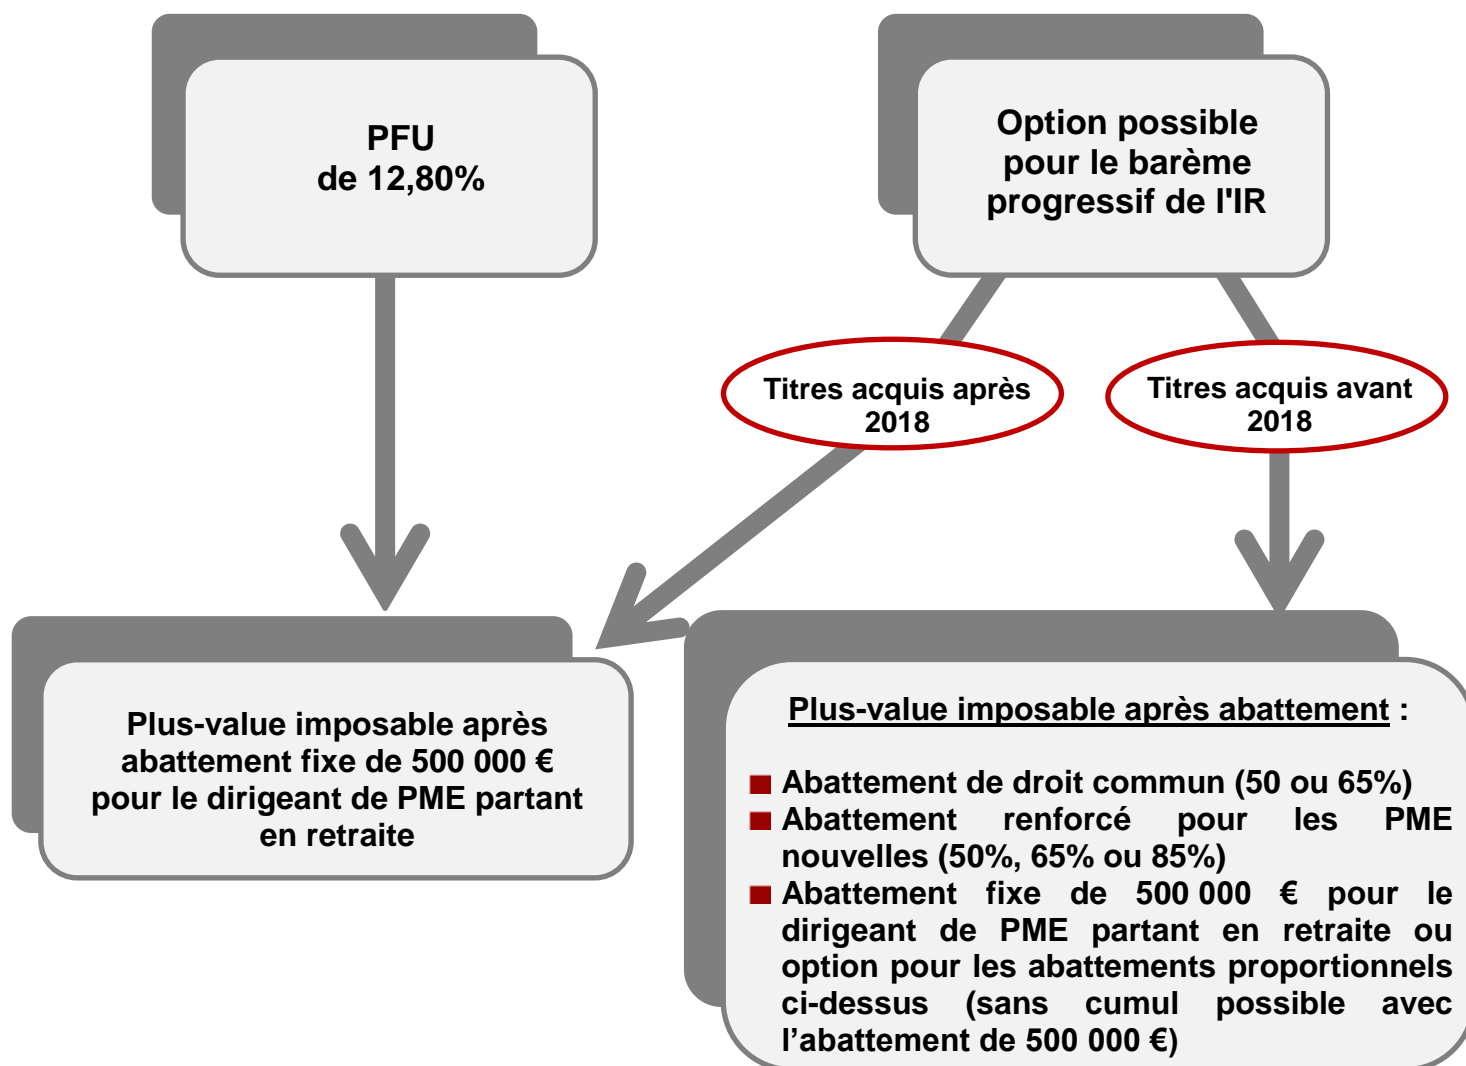 PFU
de 12,80%
Option possible
pour le barème
progressif de l'IR
Titres acquis après
2018
Titres acquis avant
2018
Plus-value imposable après
abattement fixe de 500 000 €
pour le dirigeant de PME partant
en retraite
Plus-value imposable après abattement :
Abattement de droit commun (50 ou 65%)
Abattement renforcé pour les PME
nouvelles (50%, 65% ou 85%)
Abattement fixe de 500 000 € pour le
dirigeant de PME partant en retraite ou
option pour les abattements proportionnels
ci-dessus (sans cumul possible avec
l’abattement de 500 000 €)